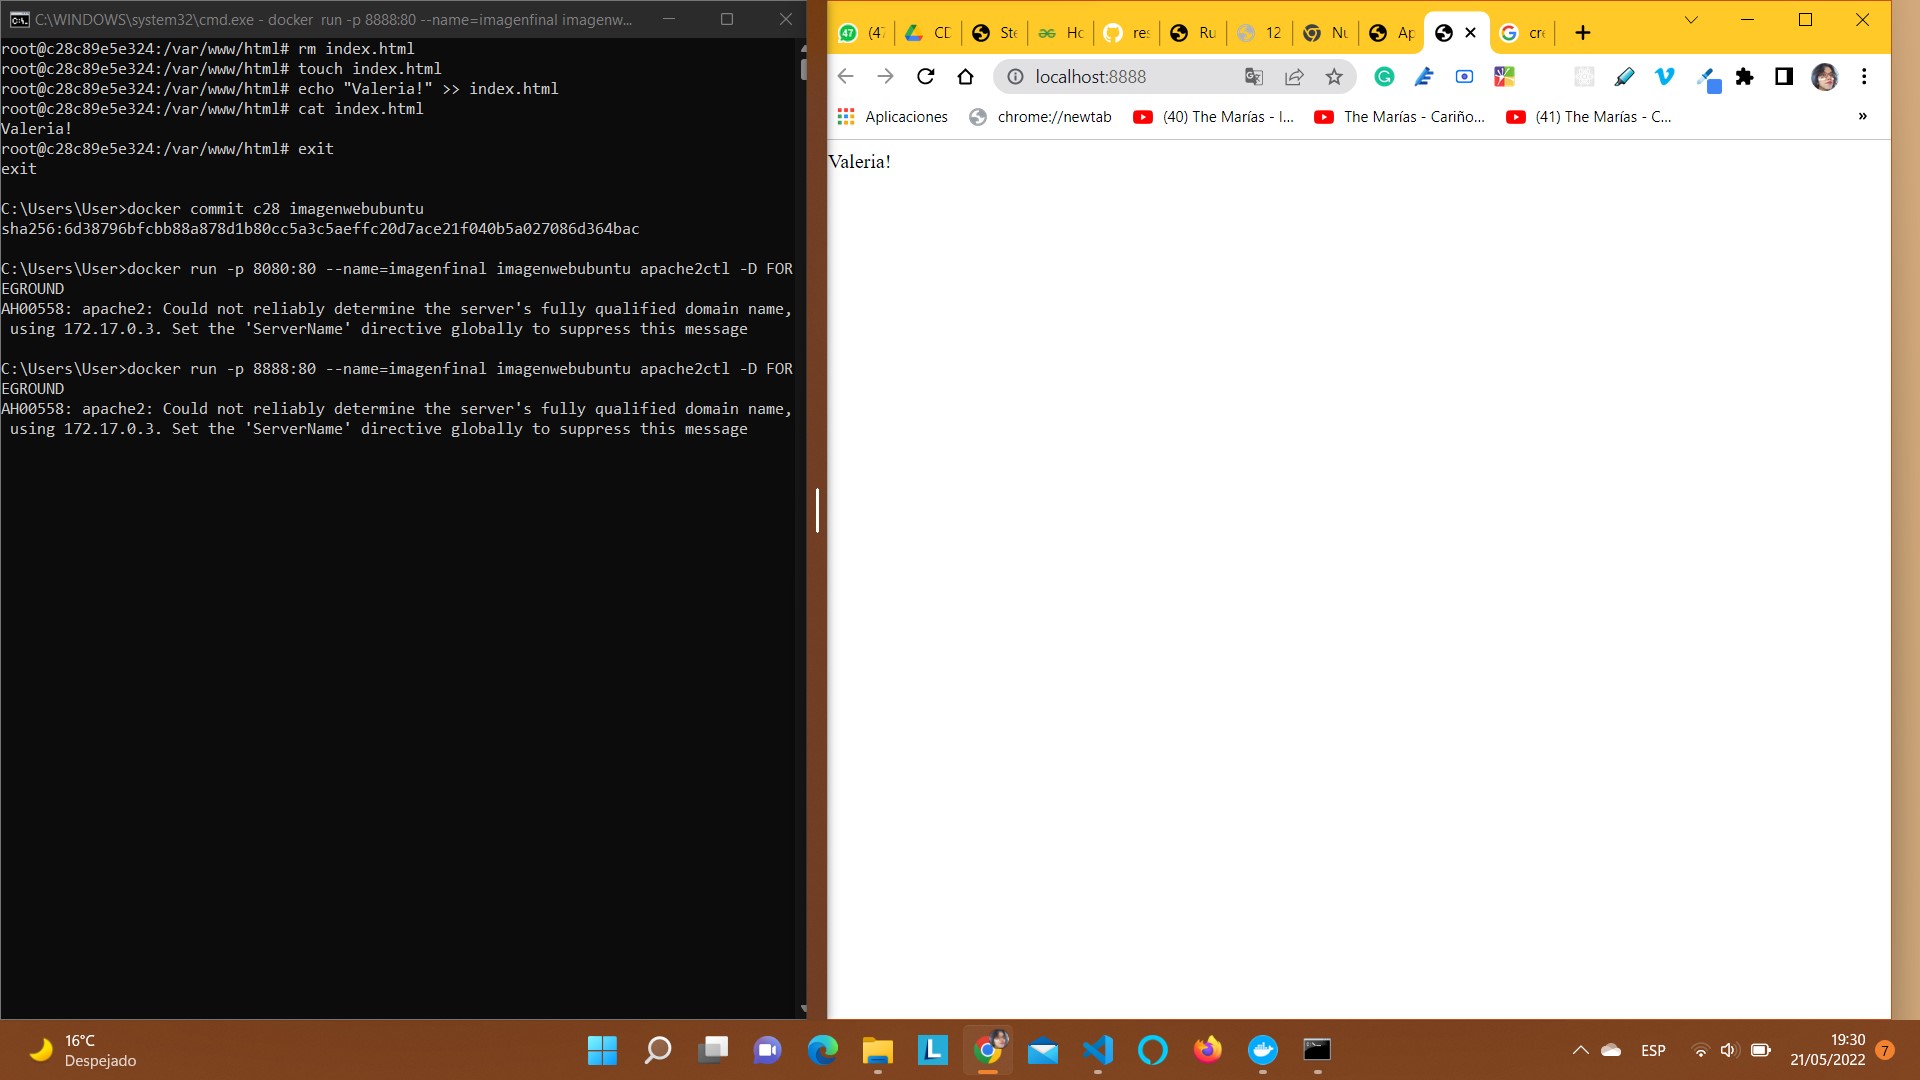 C:\WINDOWS\system32\cmd.exe - docker  run -p 8888:80 --name=imagenfinal imagenw...
root@c28c89e5e324:/var/www/html# rm index.html
root@c28c89e5e324:/var/www/html# touch index.html
root@c28c89e5e324:/var/www/html# echo "Valeria!" >> index.html
root@c28c89e5e324:/var/www/html# cat index.html
Valeria!
root@c28c89e5e324:/var/www/html# exit
exit
C:\Users\User>docker commit c28 imagenwebubuntu
sha256:6d38796bfcbb88a878d1b80cc5a3c5aeffc20d7ace21f040b5a027086d364bac
C:\Users\User>docker run -p 8080:80 --name=imagenfinal imagenwebubuntu apache2ctl -D FOR
EGROUND
AH00558: apache2: Could not reliably determine the server's fully qualified domain name,
 using 172.17.0.3. Set the 'ServerName' directive globally to suppress this message
C:\Users\User>docker run -p 8888:80 --name=imagenfinal imagenwebubuntu apache2ctl -D FOR
EGROUND
AH00558: apache2: Could not reliably determine the server's fully qualified domain name,
 using 172.17.0.3. Set the 'ServerName' directive globally to suppress this message
47 (47 CD Ste Ho res Ru 12 Nu Ap cre
localhost:8888
Aplicaciones chrome://newtab (40) The Marías - I... The Marías - Cariño... (41) The Marías - C... »
Valeria!
16°C
Despejado
ESP
19:30
21/05/2022
7